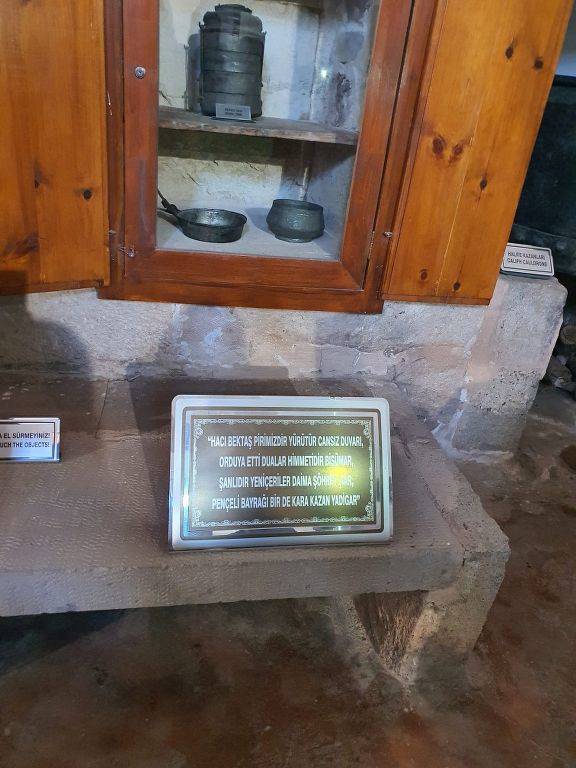 HALİFE KAZANLARI
CALIPH CAULDRONS
A EL SÜRMEYİNİZ!
UCH THE OBJECTS!
"HACI BEKTAŞ PİRİMİZDİR YÜRÜTÜR CANSIZ DUVARI,
ORDUYA ETTİ DUALAR HİMMETİDİR BİŞÜMAR,
ŞANLIDIR YENİÇERİLER DAİMA
PENÇELİ BAYRAĞI BİR DE KARA KAZAN YADİGAR"